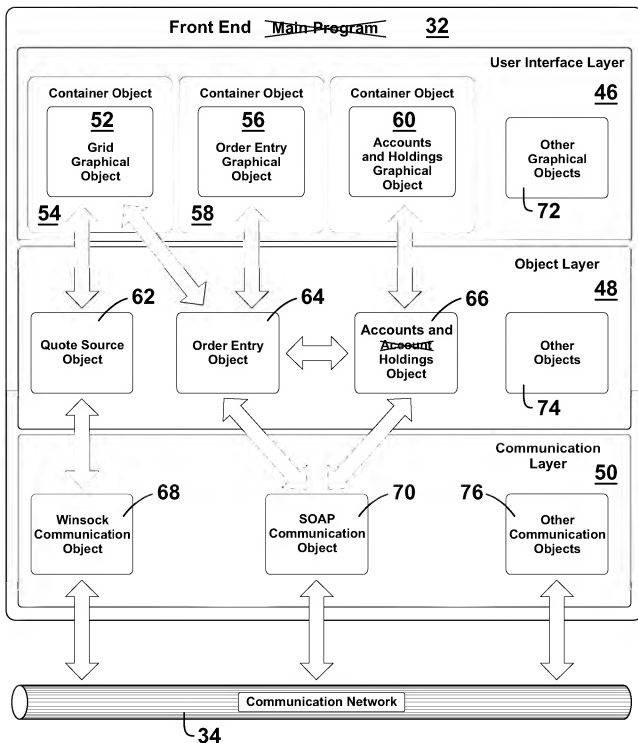 Front End Main Program 32
User Interface Layer
46
Container Object
52
Grid
Graphical
Object
54
Container Object
56
Order Entry
Graphical
Object
58
Container Object
60
Accounts
and Holdings
Graphical
Object
Other
Graphical
Objects
72
Object Layer
48
62
Quote Source
Object
64
Order Entry
Object
66
Accounts and
Account
Holdings
Object
Other
Objects
74
Communication
Layer
50
68
Winsock
Communication
Object
70
SOAP
Communication
Object
76
Other
Communication
Objects
Communication Network
34